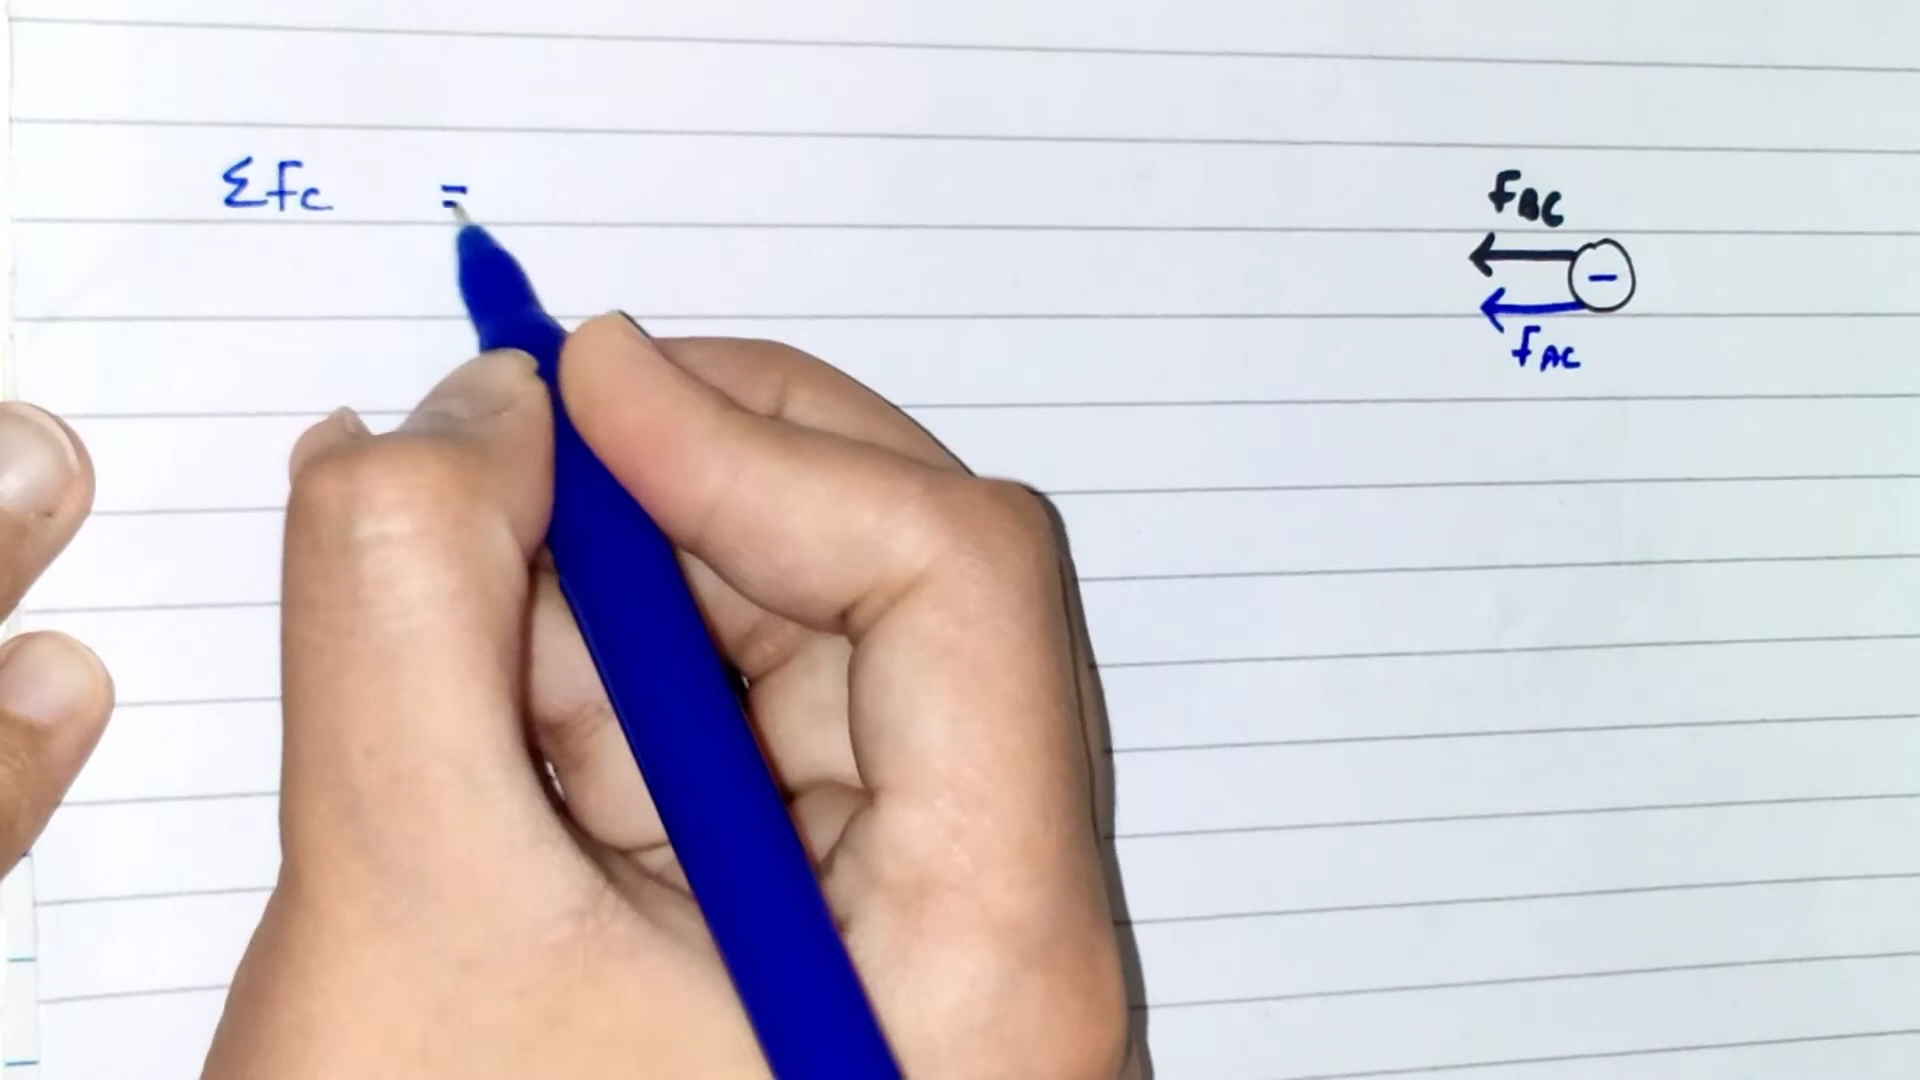 Σfc =
fBC
−
fAC